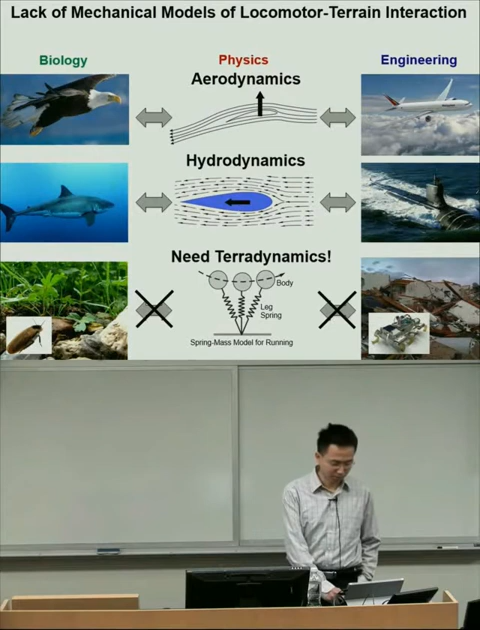 Lack of Mechanical Models of Locomotor-Terrain Interaction
Biology
Physics
Engineering
Aerodynamics
Hydrodynamics
Need Terradynamics!
Body
Leg
Spring
Spring-Mass Model for Running